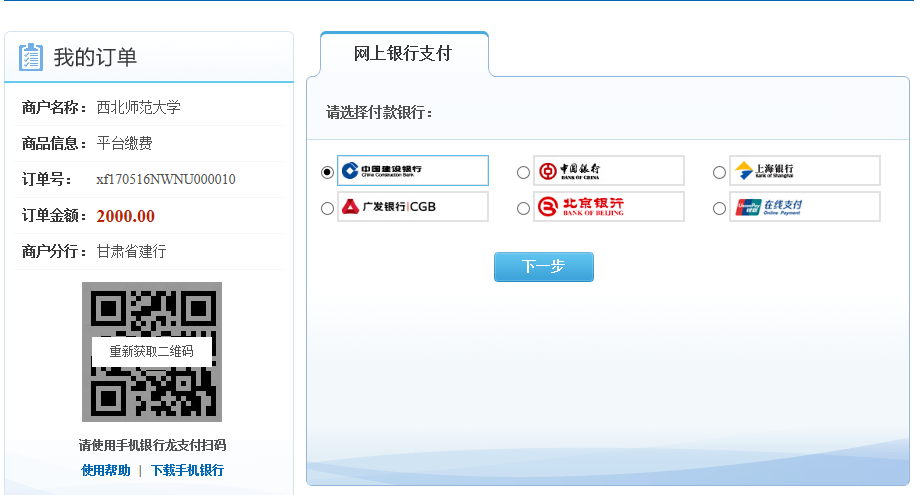 我的订单
商户名称： 西北师范大学
商品信息： 平台缴费
订单号： xf170516NWNU000010
订单金额： 2000.00
商户分行： 甘肃省建行
重新获取二维码
请使用手机银行龙支付扫码
使用帮助 | 下载手机银行
网上银行支付
请选择付款银行：
中国建设银行
China Construction Bank
中国银行
BANK OF CHINA
上海银行
Bank of Shanghai
广发银行|CGB
北京银行
BANK OF BEIJING
UnionPay
银联
在线支付
Online Payment
下一步